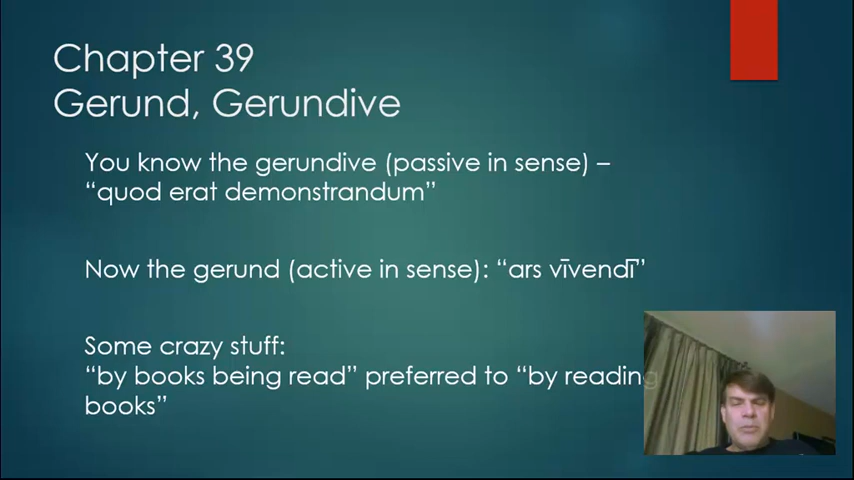 Chapter 39
Gerund, Gerundive
You know the gerundive (passive in sense) –
“quod erat demonstrandum”
Now the gerund (active in sense): “ars vīvendī”
Some crazy stuff:
“by books being read” preferred to “by reading
books”